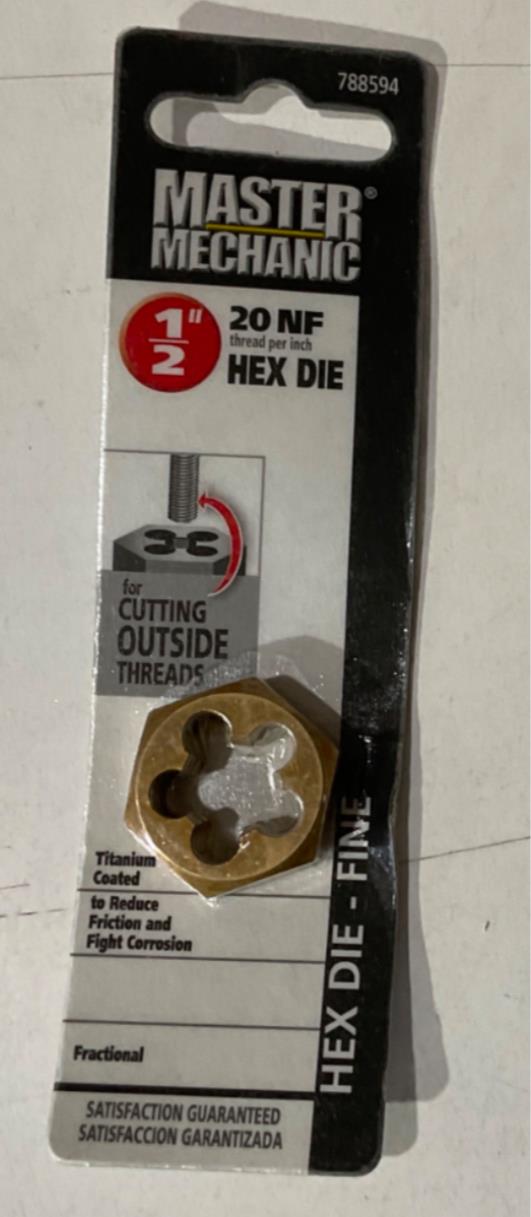 788594
MASTER®
MECHANIC
1"
2
20 NF
thread per inch
HEX DIE
for
CUTTING
OUTSIDE
THREADS
Titanium
Coated
to Reduce
Friction and
Fight Corrosion
Fractional
HEX DIE - FINE
SATISFACTION GUARANTEED
SATISFACCION GARANTIZADA